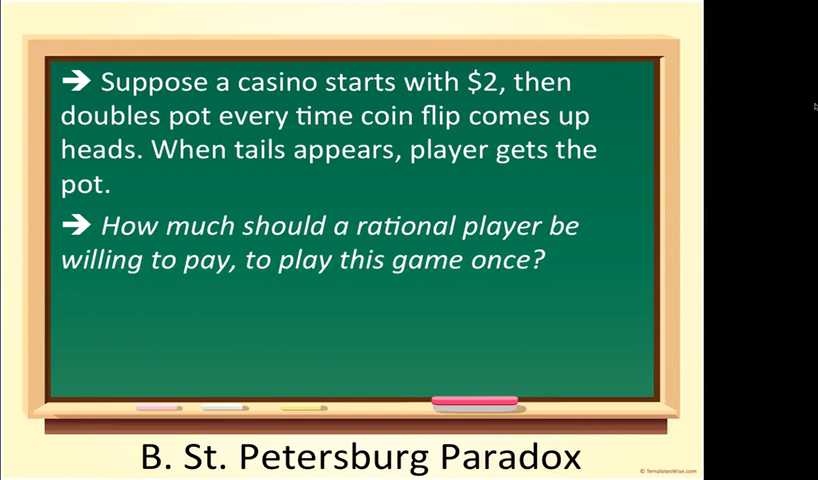 ➔ Suppose a casino starts with $2, then
doubles pot every time coin flip comes up
heads. When tails appears, player gets the
pot.
➔ How much should a rational player be
willing to pay, to play this game once?
B. St. Petersburg Paradox
© TemplatesWise.com